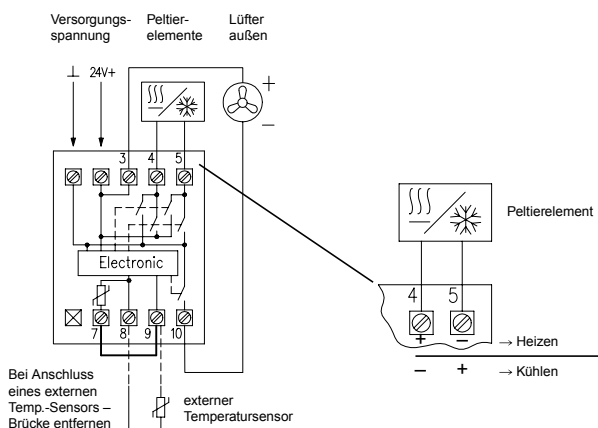 Versorgungs-
spannung
Peltier-
elemente
Lüfter
außen
24V+
+
−
3 4 5
Electronic
7 8 9 10
Bei Anschluss
eines externen
Temp.-Sensors –
Brücke entfernen
externer
Temperatursensor
Peltierelement
4 5
+ − → Heizen
− + → Kühlen